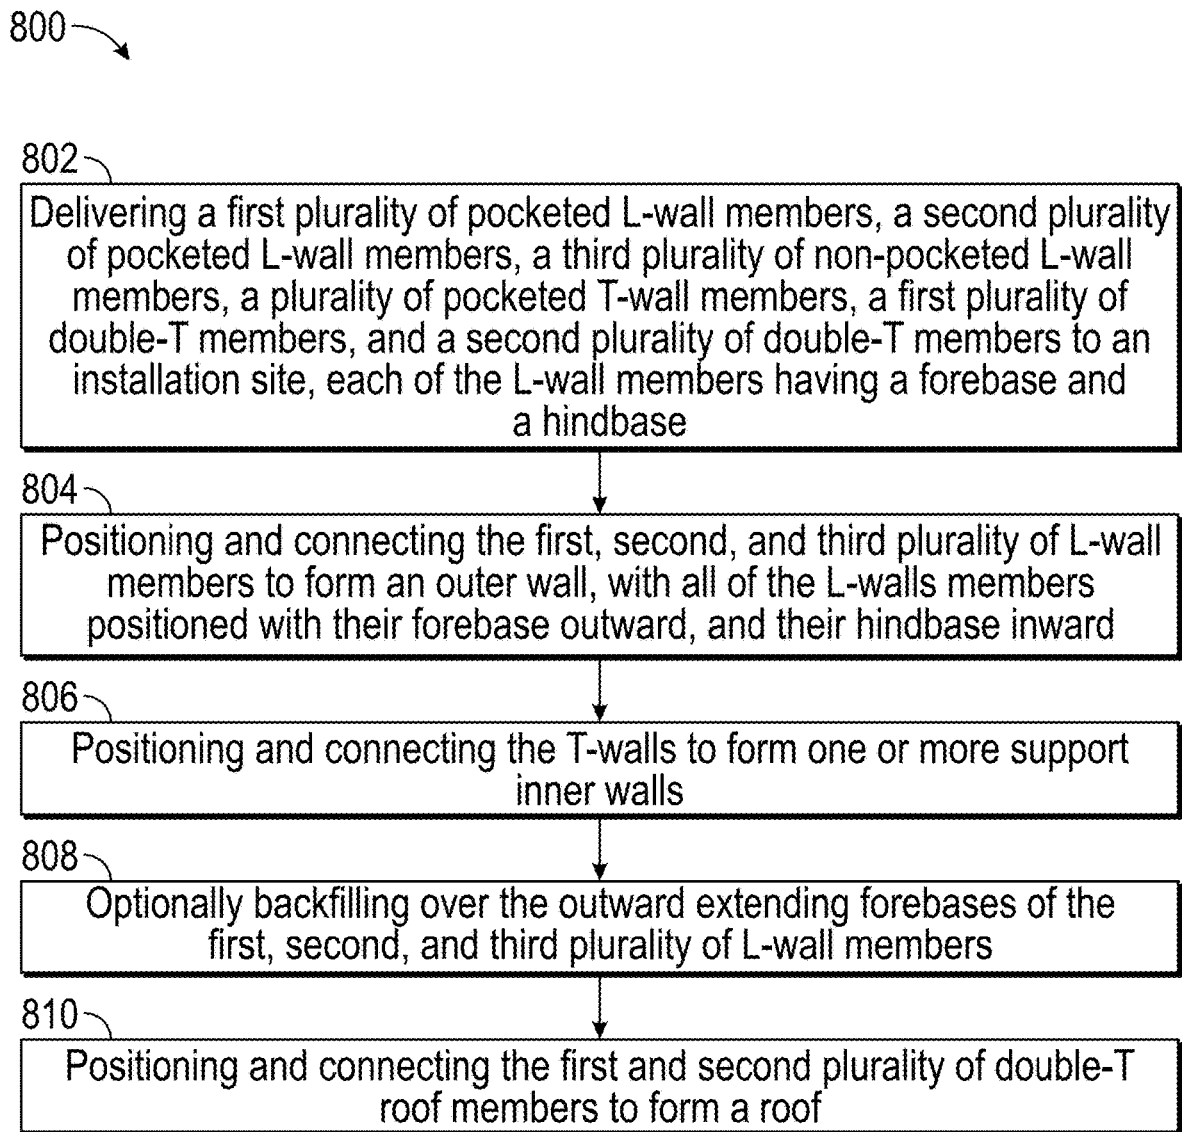 800
802
Delivering a first plurality of pocketed L-wall members, a second plurality
of pocketed L-wall members, a third plurality of non-pocketed L-wall
members, a plurality of pocketed T-wall members, a first plurality of
double-T members, and a second plurality of double-T members to an
installation site, each of the L-wall members having a forebase and
a hindbase
804
Positioning and connecting the first, second, and third plurality of L-wall
members to form an outer wall, with all of the L-walls members
positioned with their forebase outward, and their hindbase inward
806
Positioning and connecting the T-walls to form one or more support
inner walls
808
Optionally backfilling over the outward extending forebases of the
first, second, and third plurality of L-wall members
810
Positioning and connecting the first and second plurality of double-T
roof members to form a roof